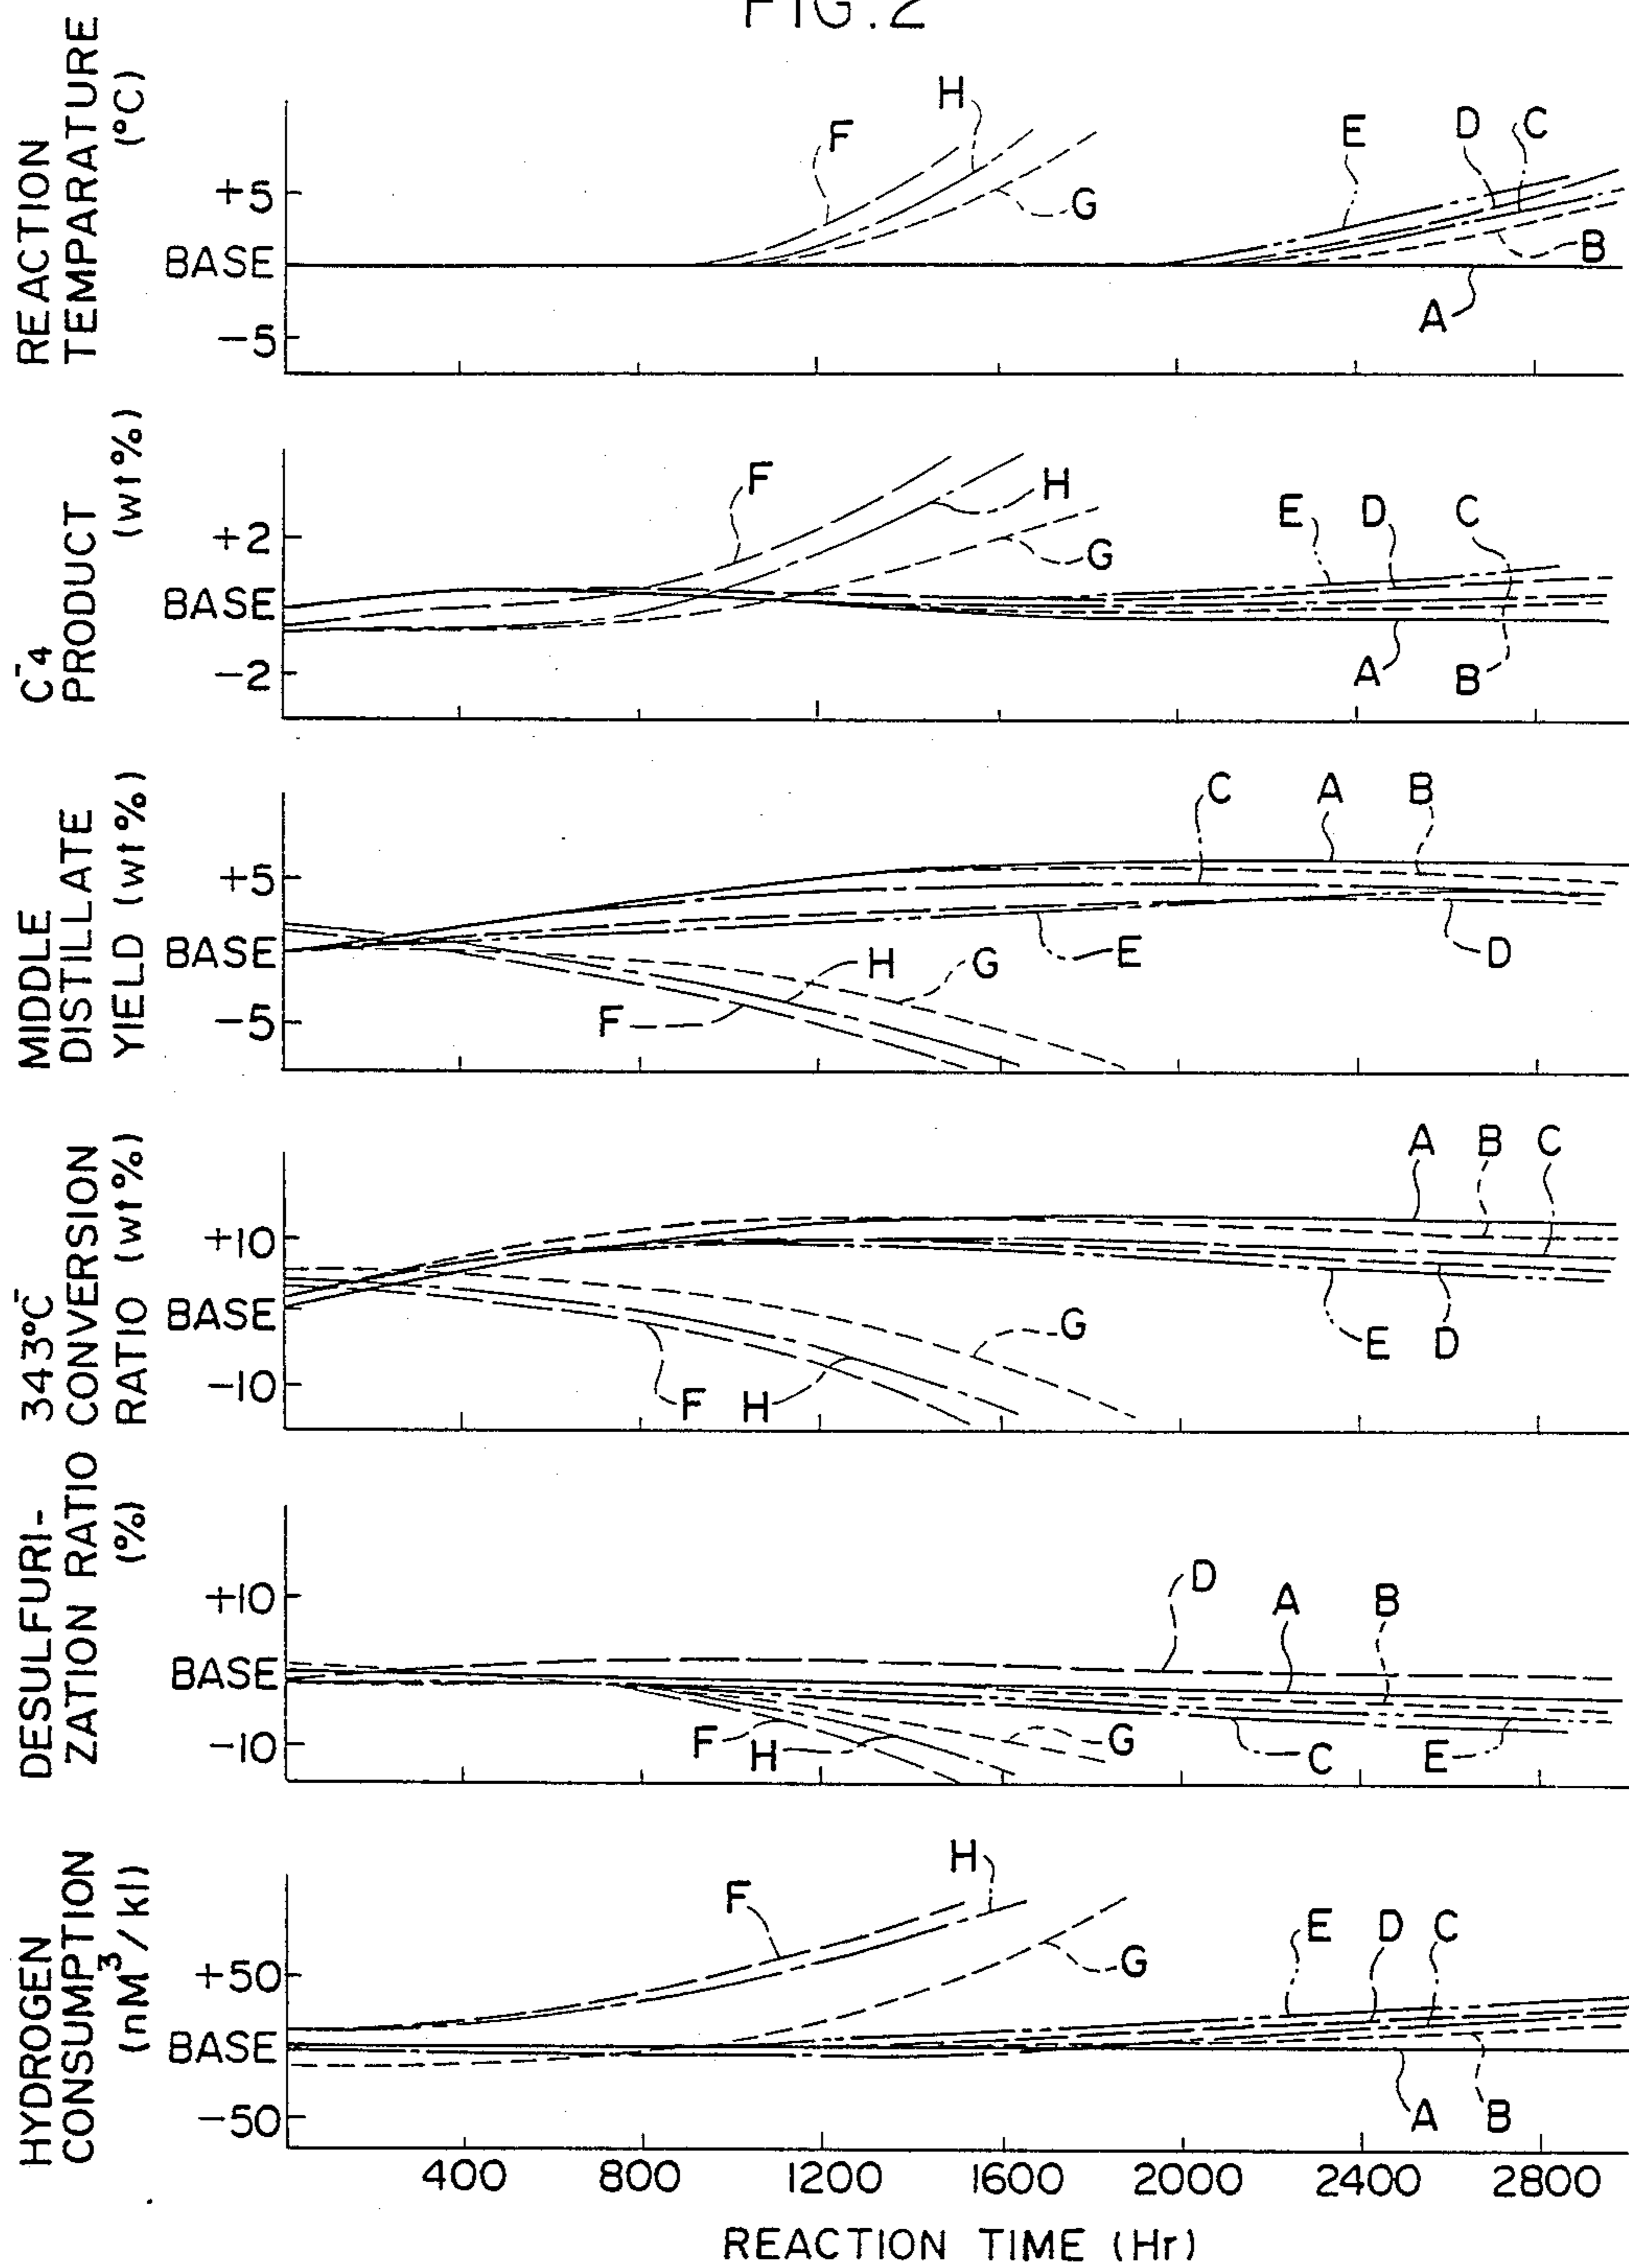 FIG.2
REACTION
TEMPARATURE
(°C)
+5
BASE
-5
F
H
G
E
D
C
B
A
C̄4
PRODUCT
(wt%)
+2
BASE
-2
F
H
G
E
D
C
A
B
MIDDLE
DISTILLATE
YIELD (wt%)
+5
BASE
-5
C
A
B
H
G
F
E
D
343°C̄
CONVERSION
RATIO (wt%)
+10
BASE
-10
A
B
C
G
F
H
E
D
DESULFURI-
ZATION RATIO
(%)
+10
BASE
-10
D
A
B
F
H
G
C
E
HYDROGEN
CONSUMPTION
(nM³/kl)
+50
BASE
-50
F
H
G
E
D
C
A
B
400 800 1200 1600 2000 2400 2800
REACTION TIME (Hr)